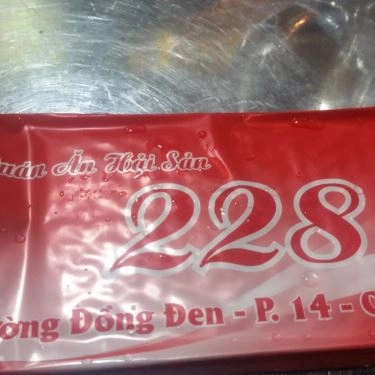 uán Ăn Hải Sản
228
ờng Đồng Đen - P. 14 -